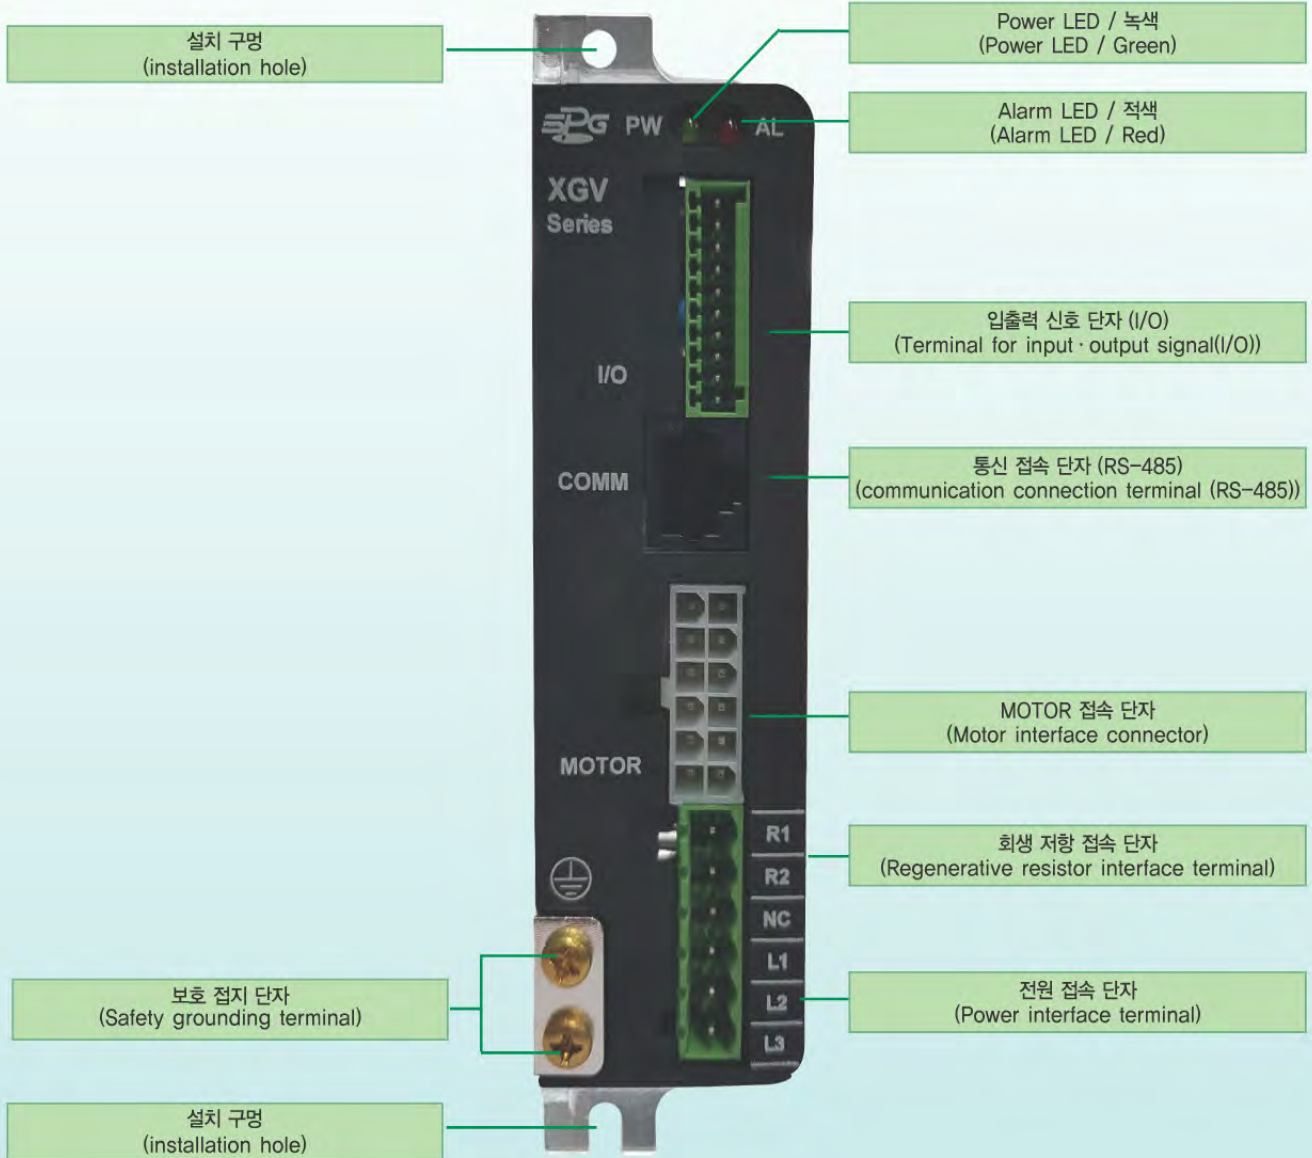 설치 구멍
(installation hole)
Power LED / 녹색
(Power LED / Green)
Alarm LED / 적색
(Alarm LED / Red)
SPG PW AL
XGV
Series
입출력 신호 단자 (I/O)
(Terminal for input · output signal(I/O))
I/O
통신 접속 단자 (RS-485)
(communication connection terminal (RS-485))
COMM
MOTOR 접속 단자
(Motor interface connector)
MOTOR
R1
회생 저항 접속 단자
(Regenerative resistor interface terminal)
R2
NC
L1
보호 접지 단자
(Safety grounding terminal)
L2
전원 접속 단자
(Power interface terminal)
L3
설치 구멍
(installation hole)